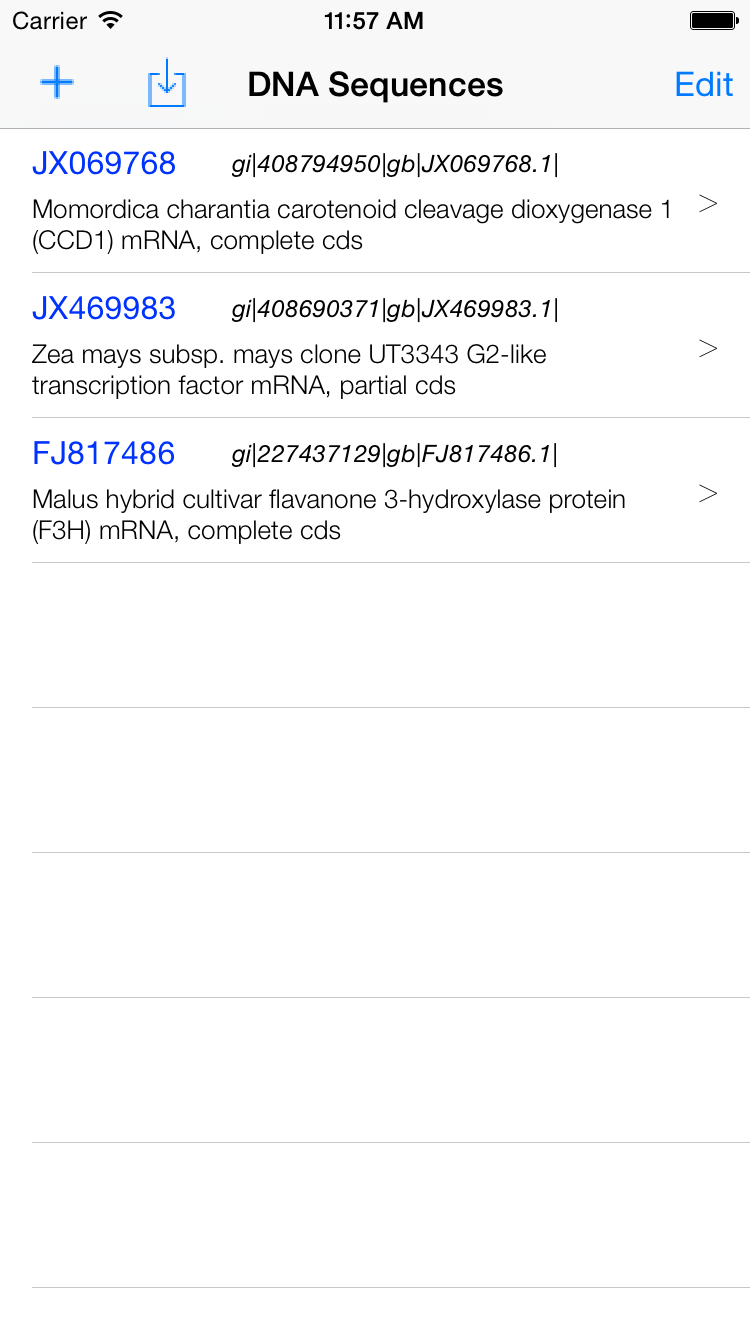 Carrier 11:57 AM
DNA Sequences Edit
JX069768 gi|408794950|gb|JX069768.1|
Momordica charantia carotenoid cleavage dioxygenase 1 >
(CCD1) mRNA, complete cds
JX469983 gi|408690371|gb|JX469983.1|
Zea mays subsp. mays clone UT3343 G2-like >
transcription factor mRNA, partial cds
FJ817486 gi|227437129|gb|FJ817486.1|
Malus hybrid cultivar flavanone 3-hydroxylase protein >
(F3H) mRNA, complete cds